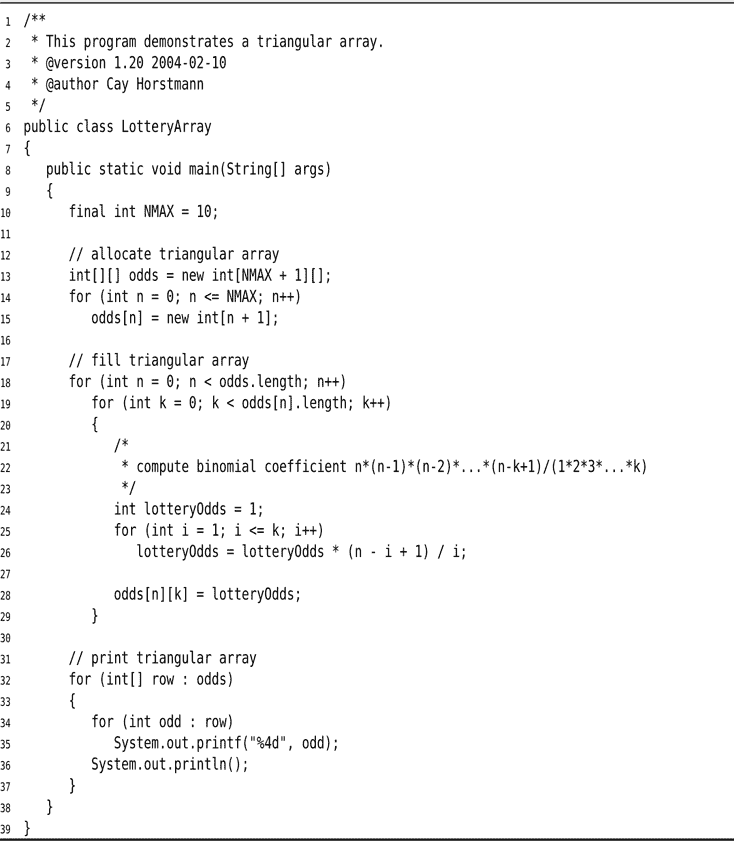 1 /**
2  * This program demonstrates a triangular array.
3  * @version 1.20 2004-02-10
4  * @author Cay Horstmann
5  */
6 public class LotteryArray
7 {
8    public static void main(String[] args)
9    {
10       final int NMAX = 10;
11
12       // allocate triangular array
13       int[][] odds = new int[NMAX + 1][];
14       for (int n = 0; n <= NMAX; n++)
15          odds[n] = new int[n + 1];
16
17       // fill triangular array
18       for (int n = 0; n < odds.length; n++)
19          for (int k = 0; k < odds[n].length; k++)
20          {
21             /*
22              * compute binomial coefficient n*(n-1)*(n-2)*...*(n-k+1)/(1*2*3*...*k)
23              */
24             int lotteryOdds = 1;
25             for (int i = 1; i <= k; i++)
26                lotteryOdds = lotteryOdds * (n - i + 1) / i;
27
28             odds[n][k] = lotteryOdds;
29          }
30
31       // print triangular array
32       for (int[] row : odds)
33       {
34          for (int odd : row)
35             System.out.printf("%4d", odd);
36          System.out.println();
37       }
38    }
39 }